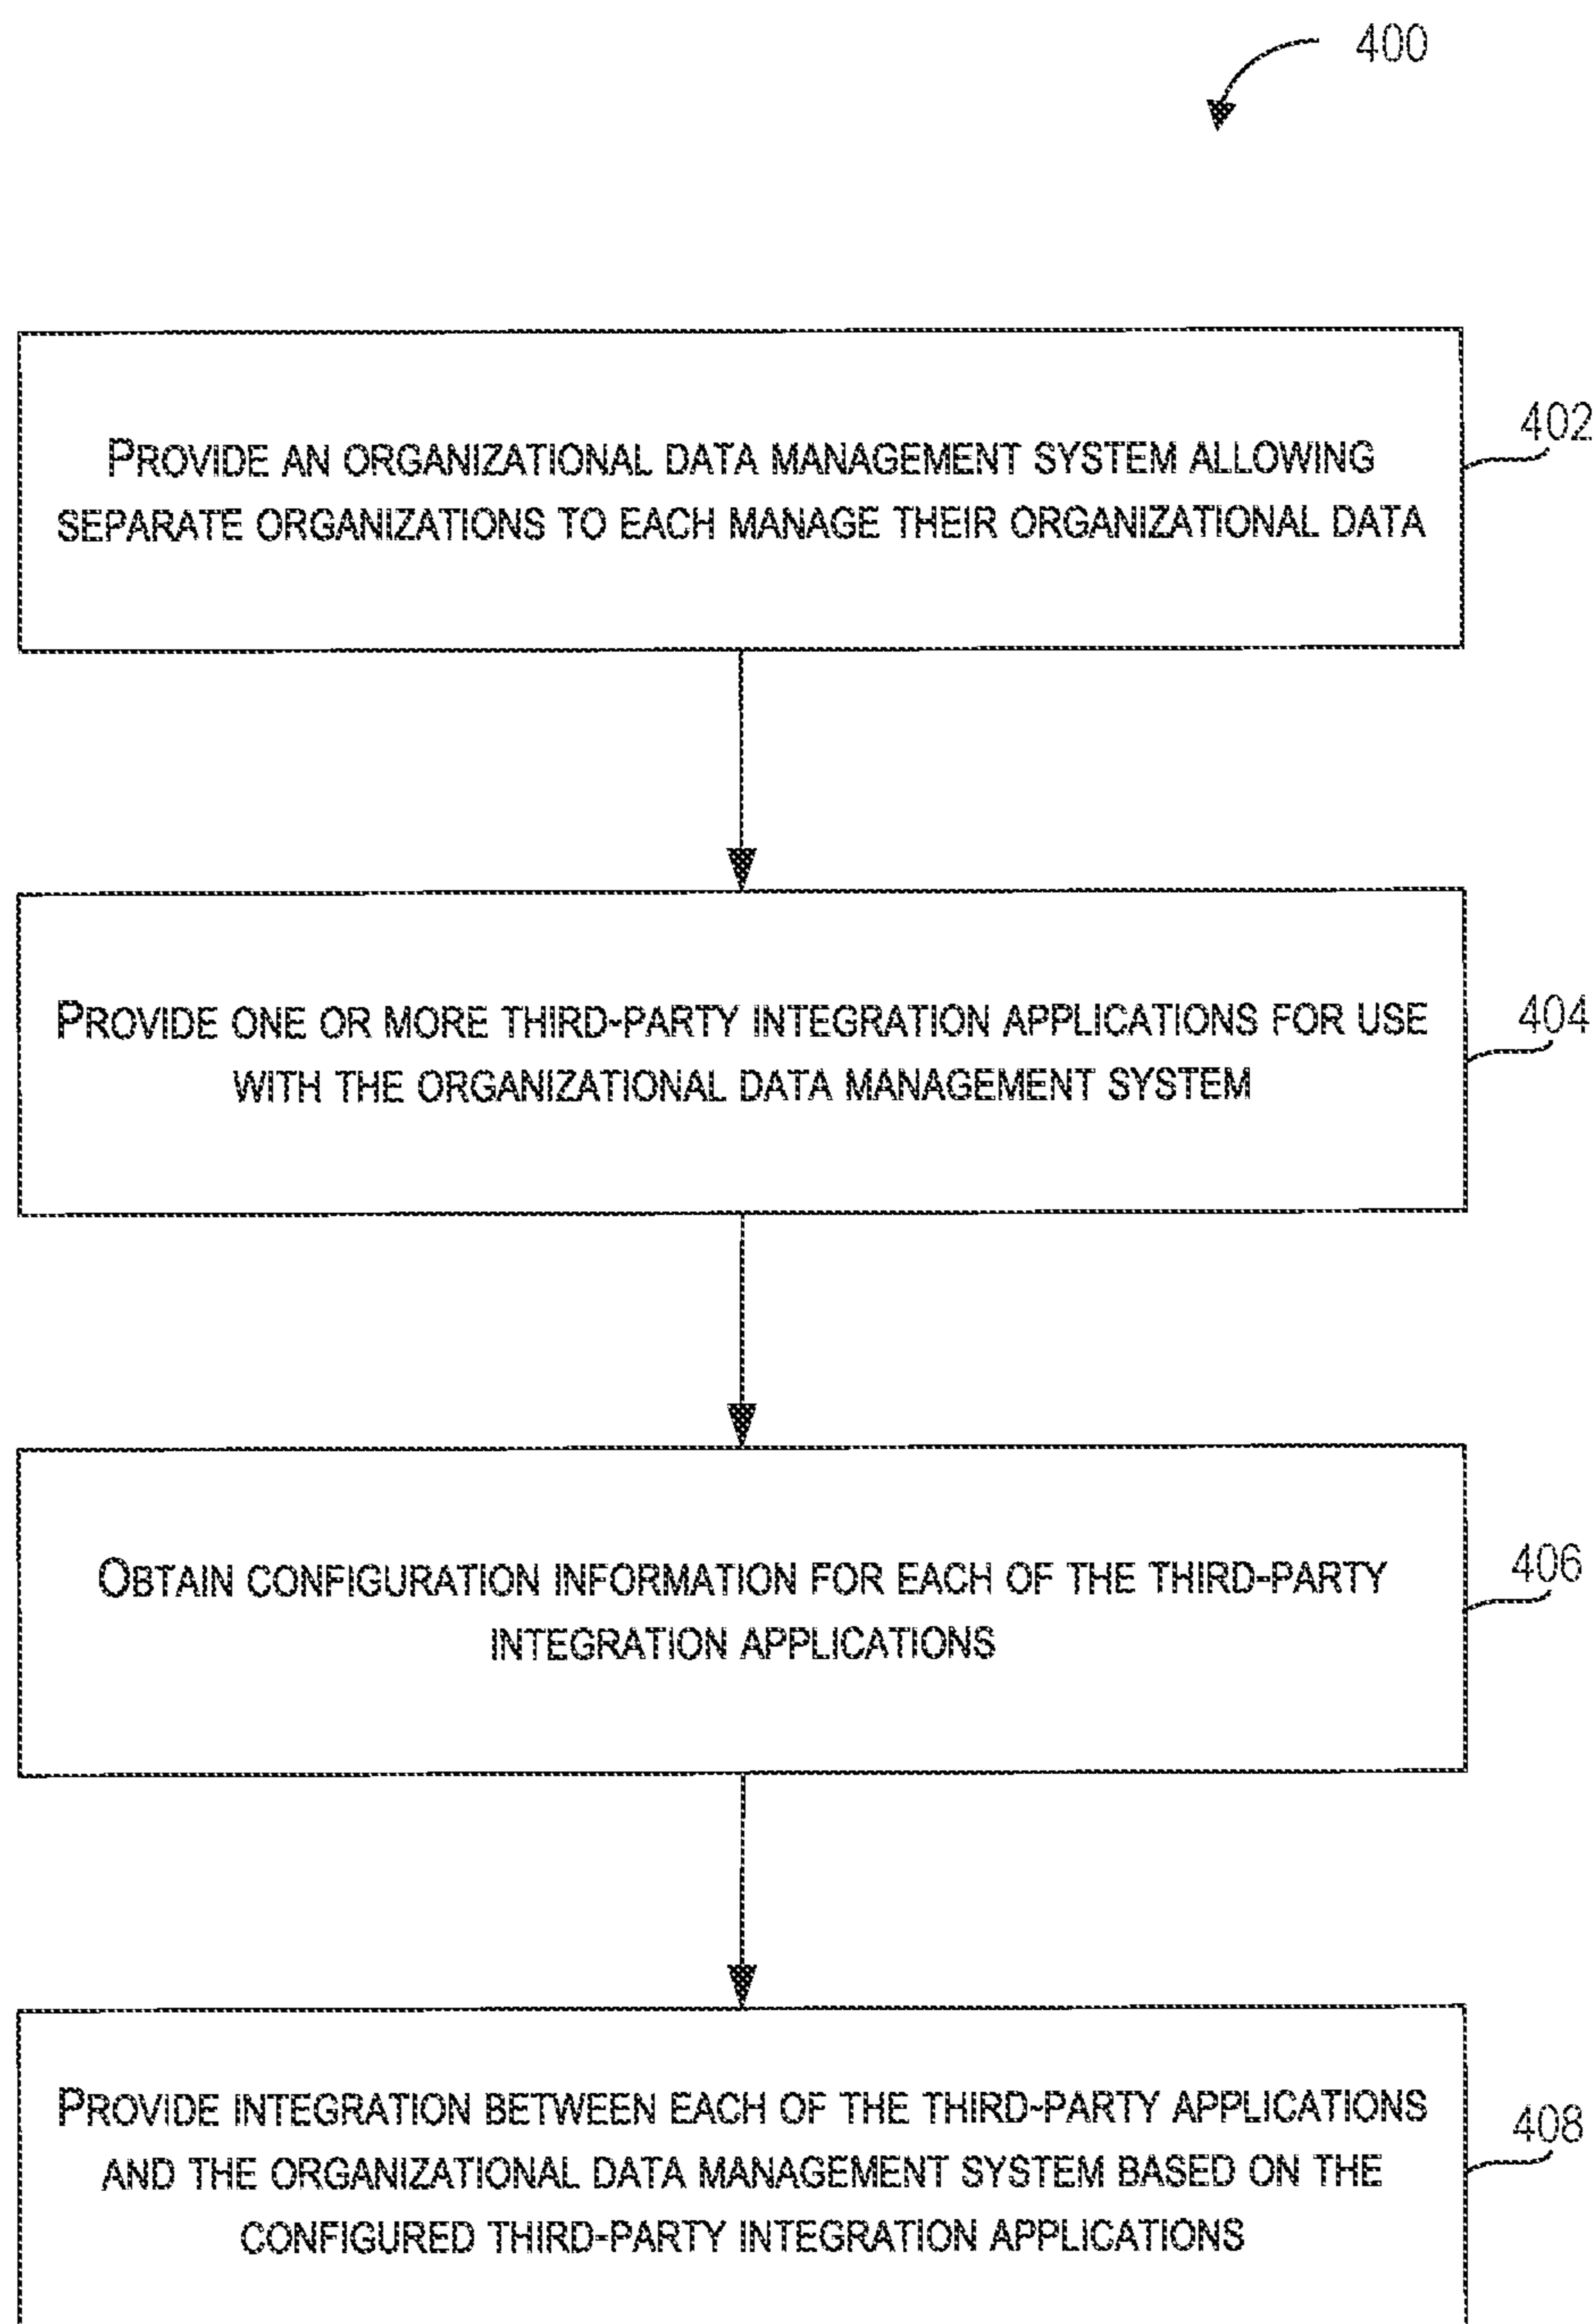 400
PROVIDE AN ORGANIZATIONAL DATA MANAGEMENT SYSTEM ALLOWING
SEPARATE ORGANIZATIONS TO EACH MANAGE THEIR ORGANIZATIONAL DATA
402
PROVIDE ONE OR MORE THIRD-PARTY INTEGRATION APPLICATIONS FOR USE
WITH THE ORGANIZATIONAL DATA MANAGEMENT SYSTEM
404
OBTAIN CONFIGURATION INFORMATION FOR EACH OF THE THIRD-PARTY
INTEGRATION APPLICATIONS
406
PROVIDE INTEGRATION BETWEEN EACH OF THE THIRD-PARTY APPLICATIONS
AND THE ORGANIZATIONAL DATA MANAGEMENT SYSTEM BASED ON THE
CONFIGURED THIRD-PARTY INTEGRATION APPLICATIONS
408